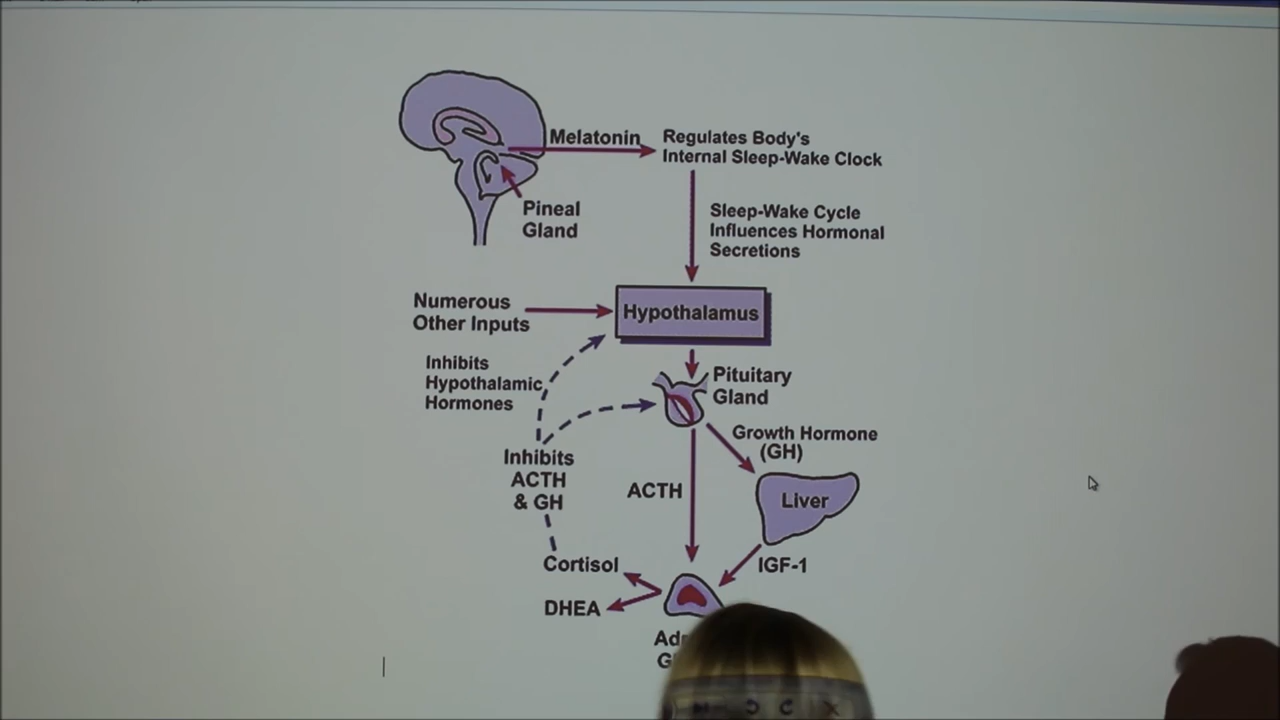 Melatonin
Regulates Body's
Internal Sleep-Wake Clock
Pineal
Gland
Sleep-Wake Cycle
Influences Hormonal
Secretions
Numerous
Other Inputs
Hypothalamus
Inhibits
Hypothalamic
Hormones
Pituitary
Gland
Growth Hormone
(GH)
Inhibits
ACTH
& GH
ACTH
Liver
Cortisol
IGF-1
DHEA